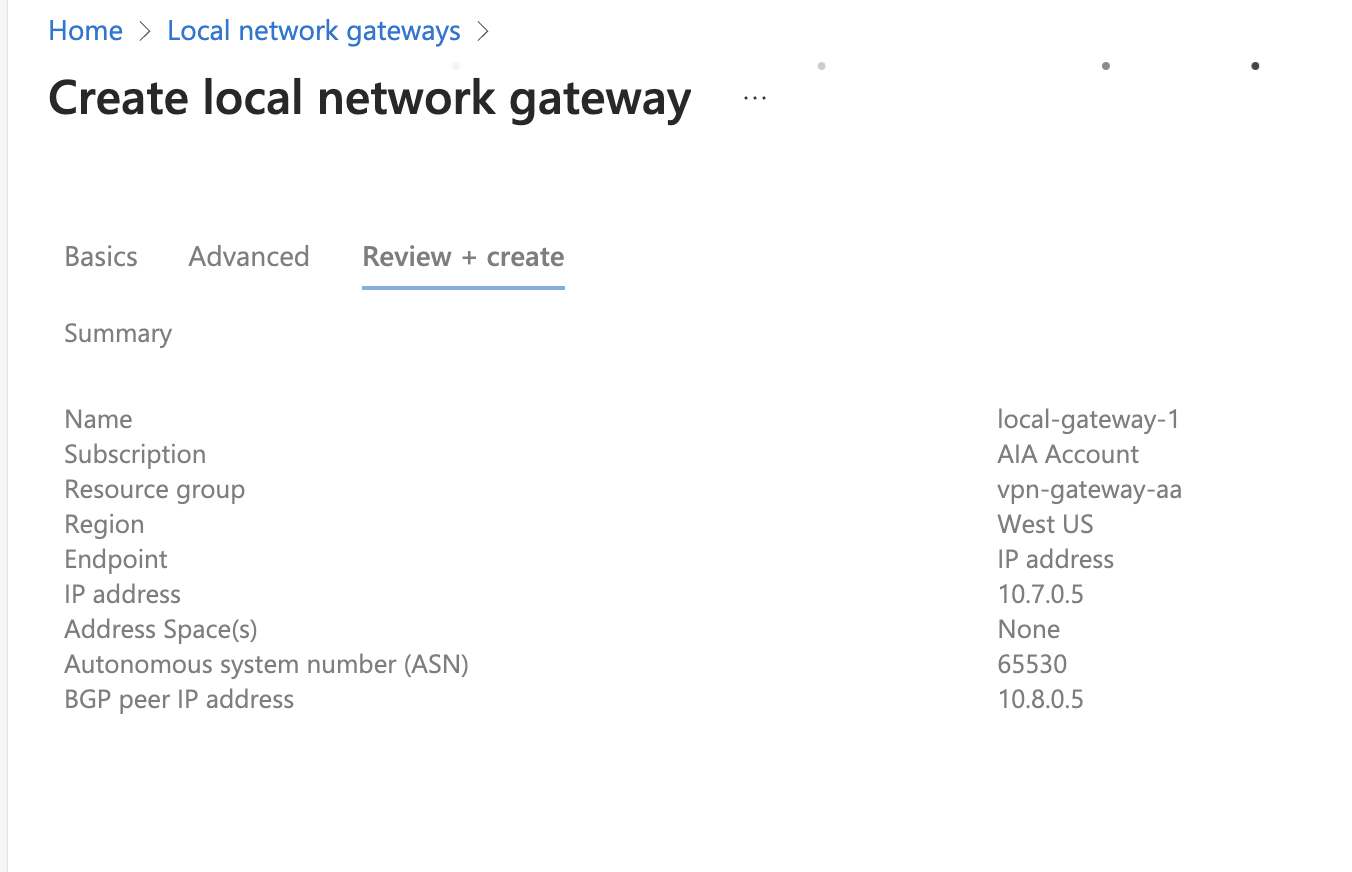 Home > Local network gateways >
Create local network gateway ...
Basics Advanced Review + create
Summary
Name local-gateway-1
Subscription AIA Account
Resource group vpn-gateway-aa
Region West US
Endpoint IP address
IP address 10.7.0.5
Address Space(s) None
Autonomous system number (ASN) 65530
BGP peer IP address 10.8.0.5